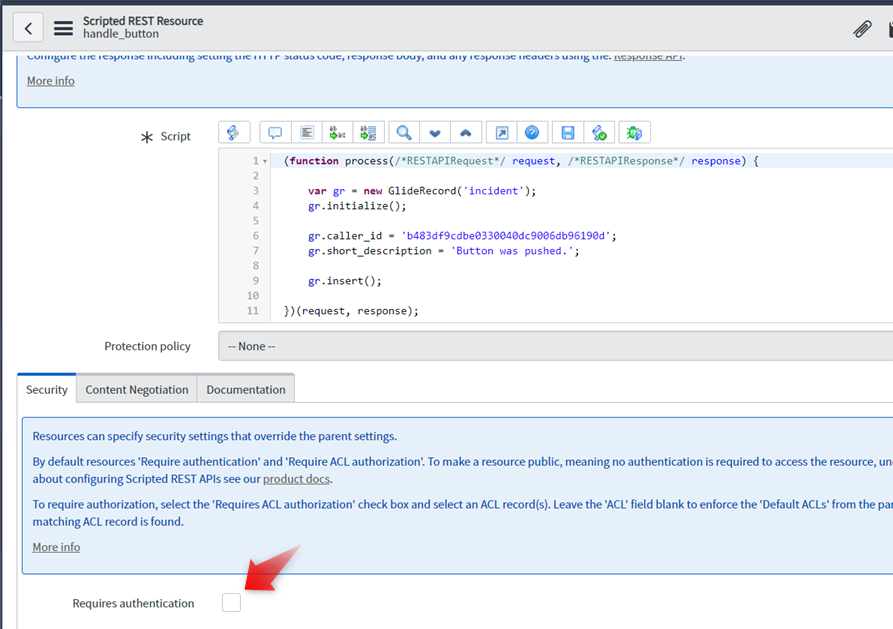 Scripted REST Resource
handle_button
Configure the response including setting the HTTP status code, response body, and any response headers using the. Response API.
More info
Script
1 (function process(/*RESTAPIRequest*/ request, /*RESTAPIResponse*/ response) {
2
3 var gr = new GlideRecord('incident');
4 gr.initialize();
5
6 gr.caller_id = 'b483df9cdbe0330040dc9006db96190d';
7 gr.short_description = 'Button was pushed.';
8
9 gr.insert();
10
11 })(request, response);
Protection policy
-- None --
Security Content Negotiation Documentation
Resources can specify security settings that override the parent settings.
By default resources 'Require authentication' and 'Require ACL authorization'. To make a resource public, meaning no authentication is required to access the resource, un
about configuring Scripted REST APIs see our product docs.
To require authorization, select the 'Requires ACL authorization' check box and select an ACL record(s). Leave the 'ACL' field blank to enforce the 'Default ACLs' from the par
matching ACL record is found.
More info
Requires authentication